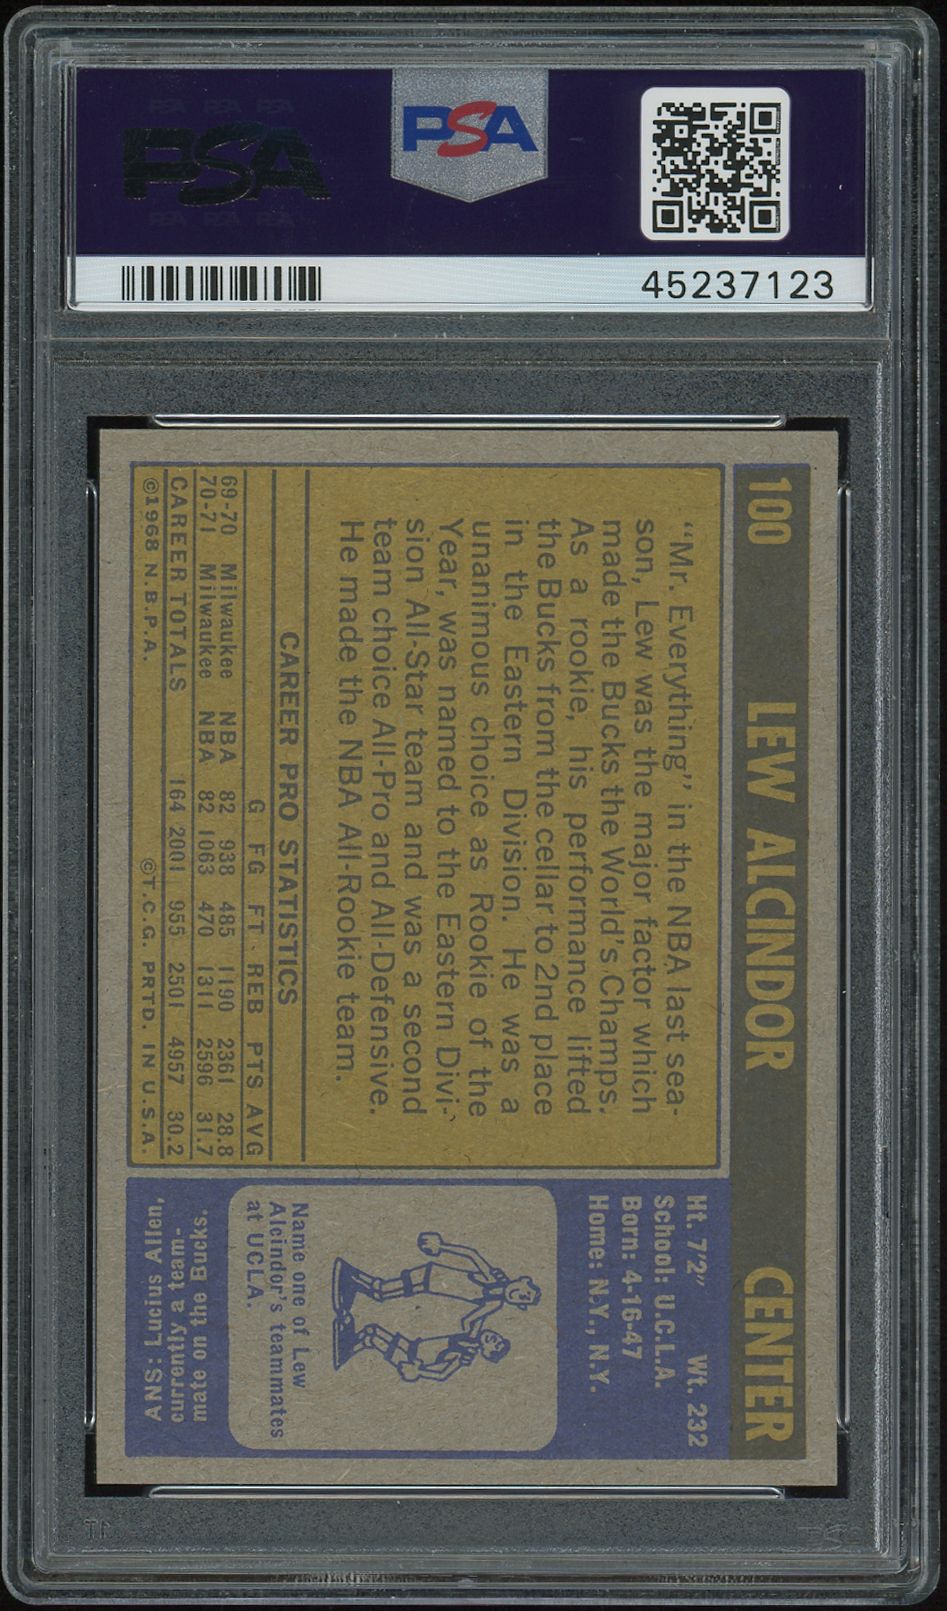 PSA PSA PSA
PSA
PSA PSA PSA
PSA
45237123
100 LEW ALCINDOR CENTER
"Mr. Everything" in the NBA last sea-
son, Lew was the major factor which
made the Bucks the World's Champs.
As a rookie, his performance lifted
the Bucks from the cellar to 2nd place
in the Eastern Division. He was a
unanimous choice as Rookie of the
Year, was named to the Eastern Divi-
sion All-Star team and was a second
team choice All-Pro and All-Defensive.
He made the NBA All-Rookie team.
CAREER PRO STATISTICS
G FG FT REB PTS AVG
69-70 Milwaukee NBA 82 938 485 1190 2361 28.8
70-71 Milwaukee NBA 82 1063 470 1311 2596 31.7
CAREER TOTALS 164 2001 955 2501 4957 30.2
©1968 N.B.P.A. ©T.C.G. PRTD. IN U.S.A.
Ht. 7'2" Wt. 232
School: U.C.L.A.
Born: 4-16-47
Home: N.Y., N.Y.
Name one of Lew
Alcindor's teammates
at UCLA.
ANS: Lucius Allen,
currently a team-
mate on the Bucks.